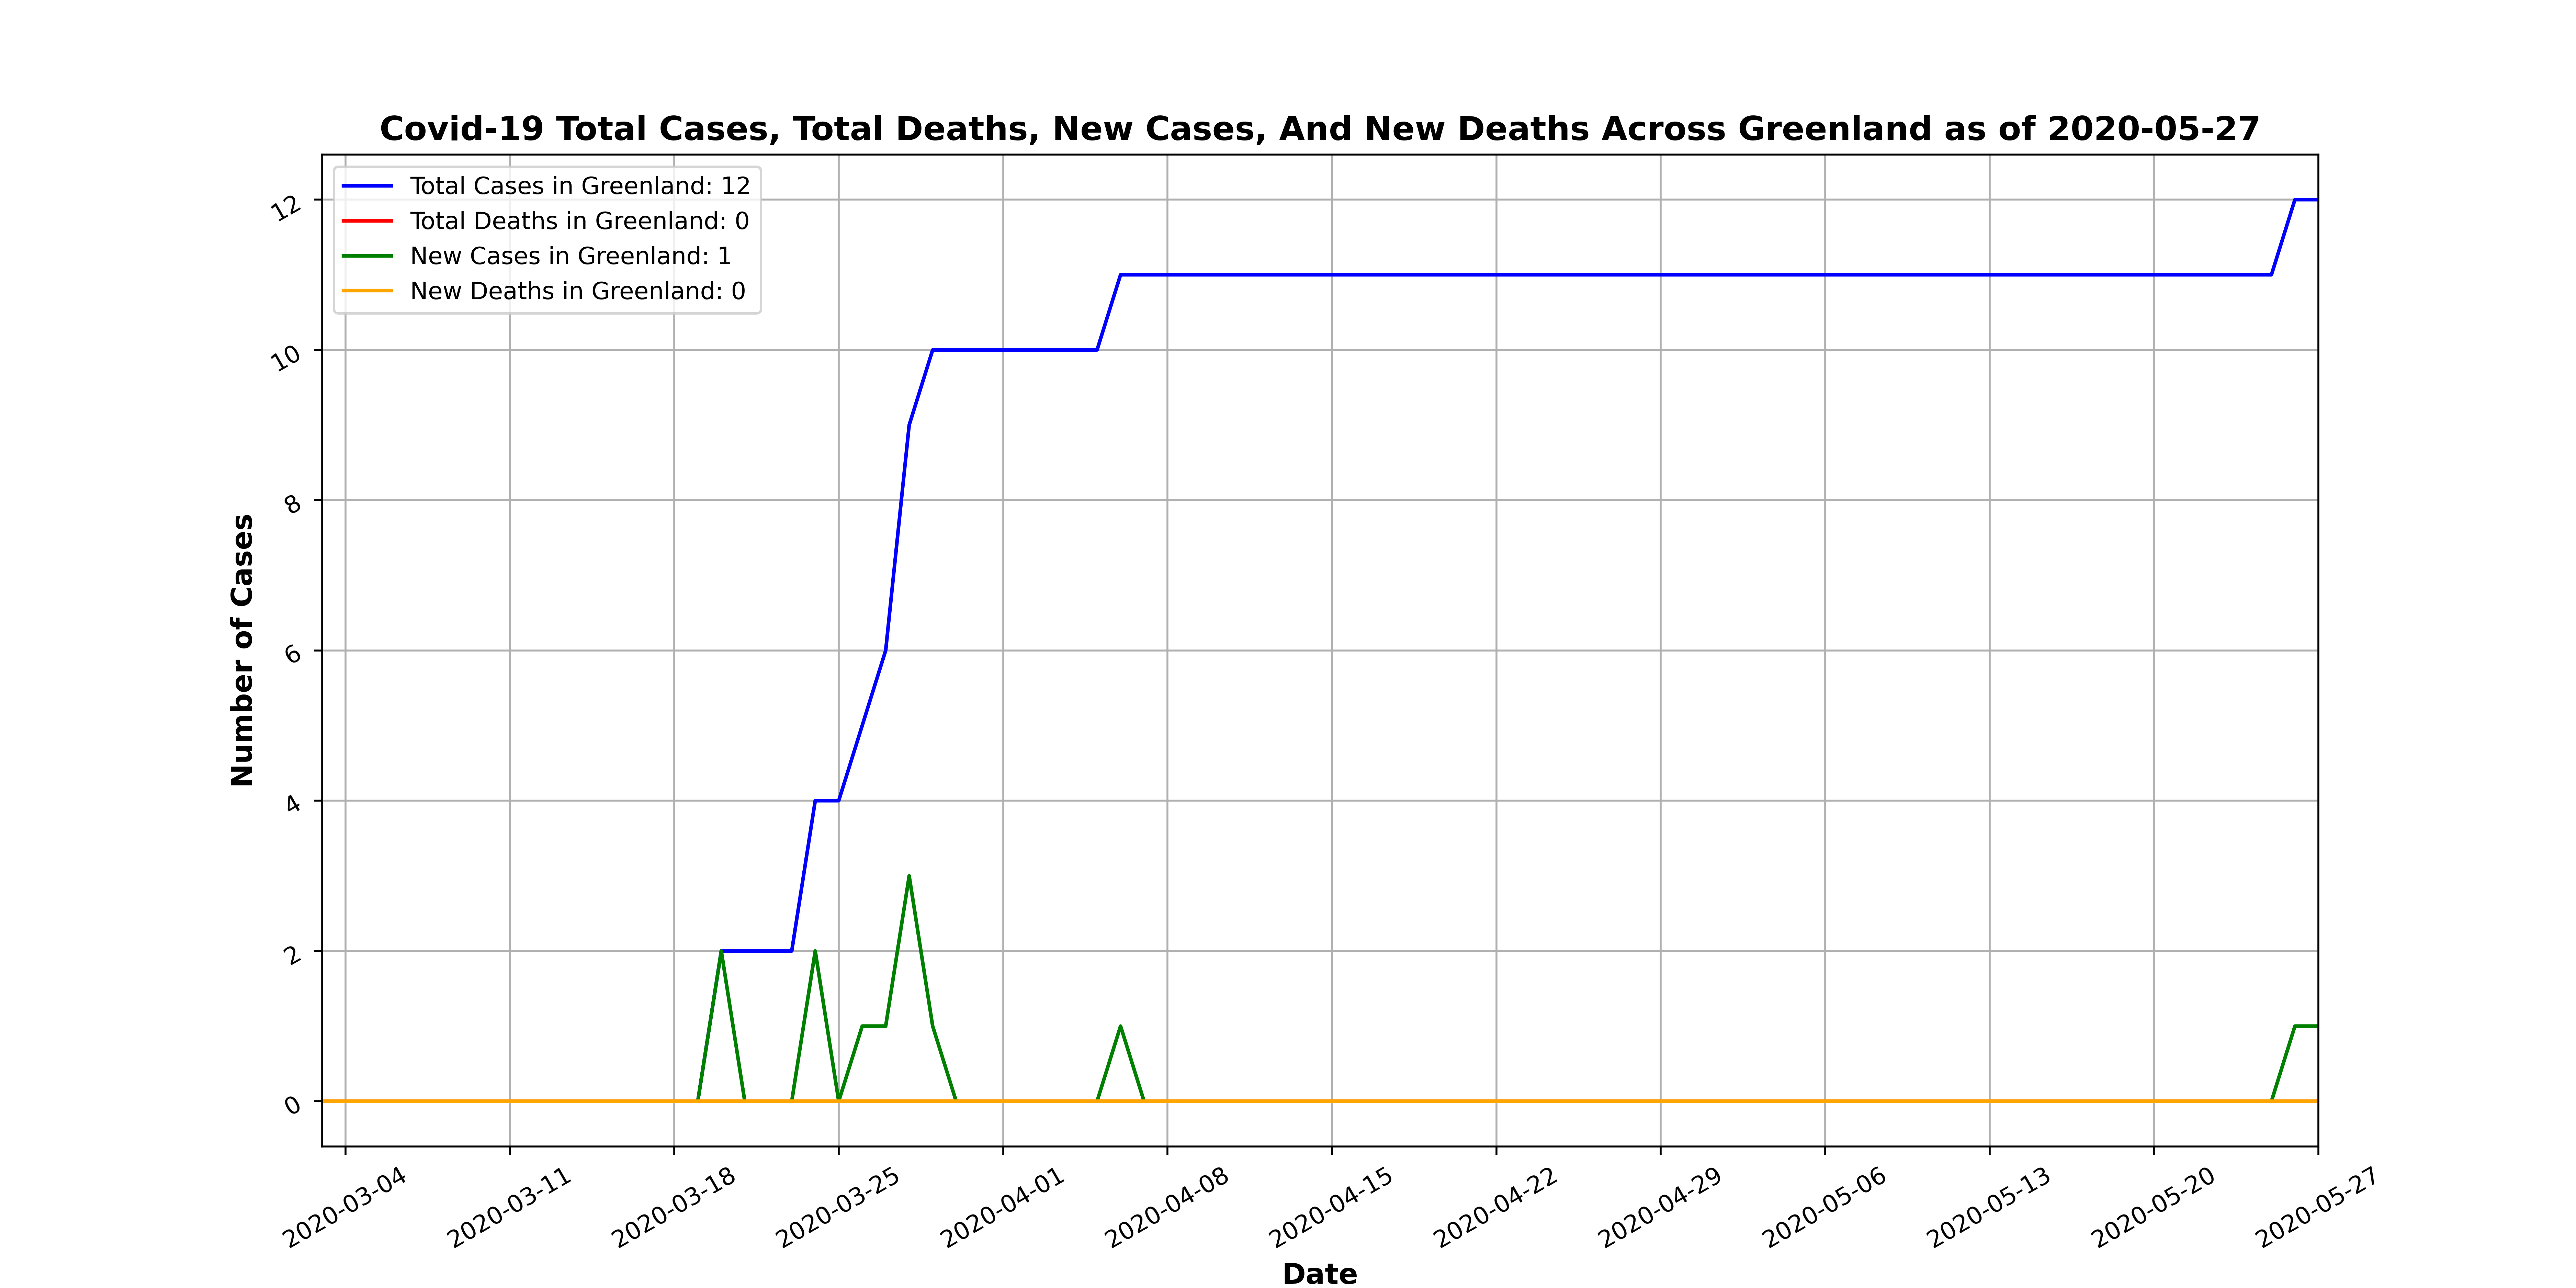 Covid-19 Total Cases, Total Deaths, New Cases, And New Deaths Across Greenland as of 2020-05-27
Total Cases in Greenland: 12
Total Deaths in Greenland: 0
New Cases in Greenland: 1
New Deaths in Greenland: 0
Number of Cases
12
10
8
6
4
2
0
2020-03-04
2020-03-11
2020-03-18
2020-03-25
2020-04-01
2020-04-08
2020-04-15
2020-04-22
2020-04-29
2020-05-06
2020-05-13
2020-05-20
2020-05-27
Date